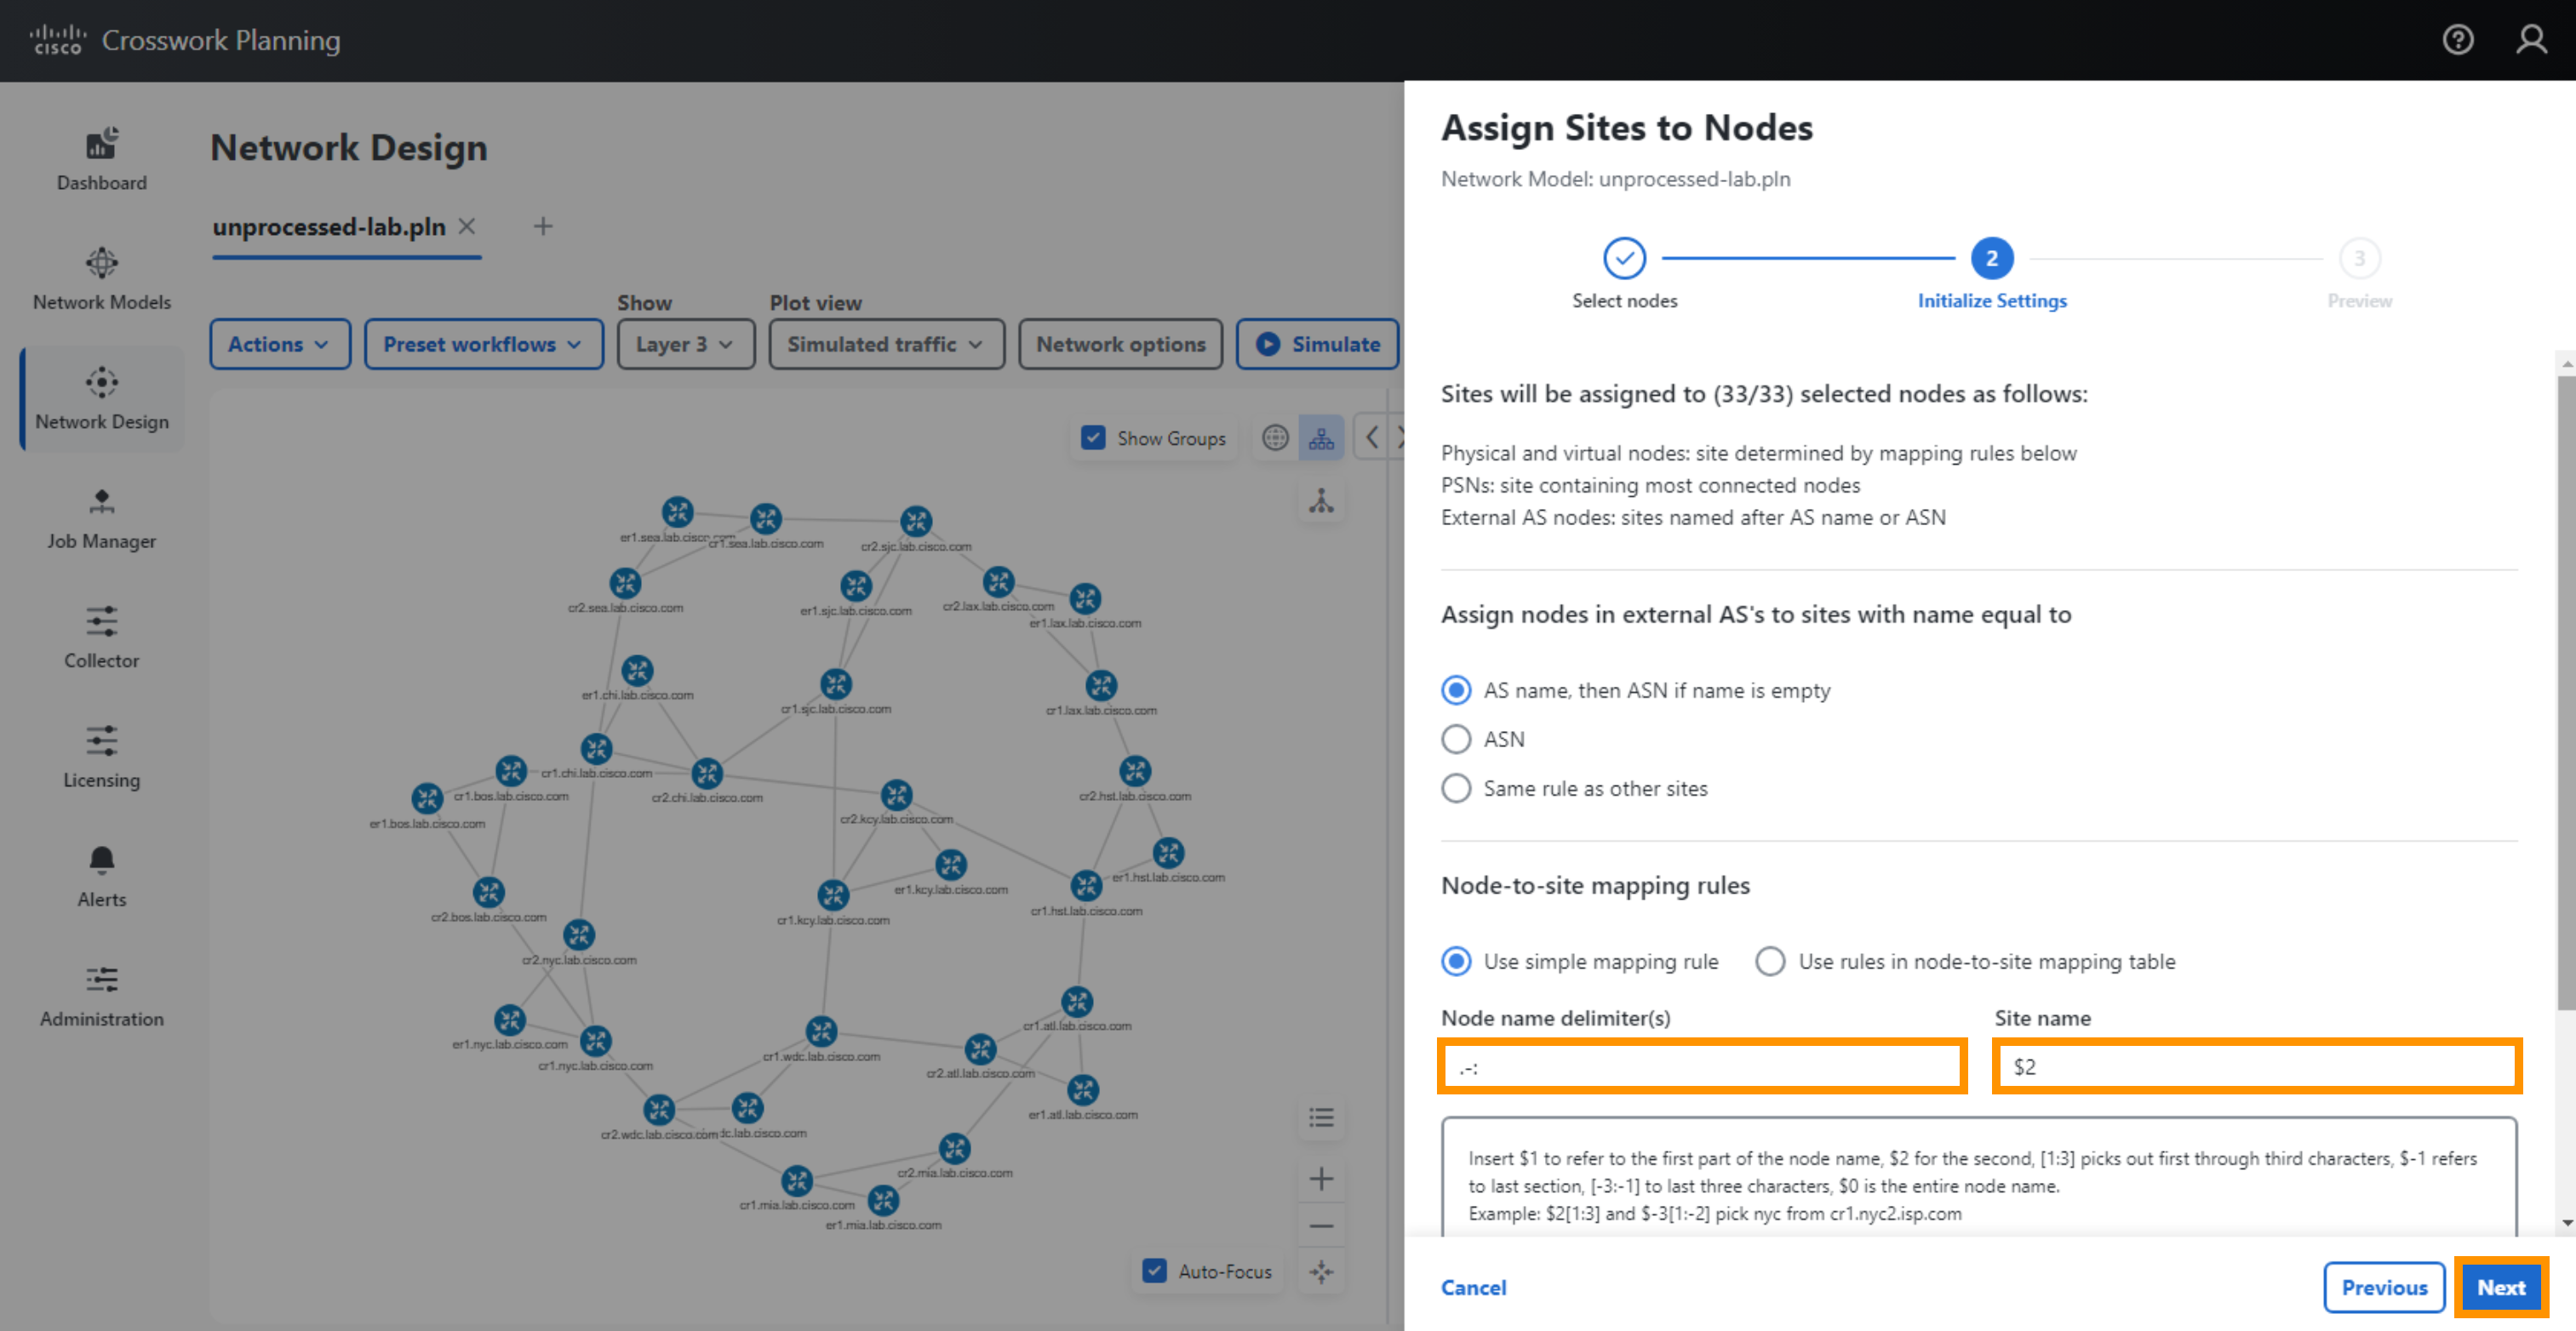 CISCO Crosswork Planning
Dashboard
Network Models
Network Design
Job Manager
Collector
Licensing
Alerts
Administration
Network Design
unprocessed-lab.pln
Show
Plot view
Actions
Preset workflows
Layer 3
Simulated traffic
Network options
Simulate
Show Groups
er1.sea.lab.cisco.com
cr1.sea.lab.cisco.com
cr2.sjc.lab.cisco.com
cr2.sea.lab.cisco.com
er1.sjc.lab.cisco.com
cr2.lax.lab.cisco.com
er1.lax.lab.cisco.com
er1.chi.lab.cisco.com
cr1.sjc.lab.cisco.com
cr1.lax.lab.cisco.com
cr1.chi.lab.cisco.com
cr1.bos.lab.cisco.com
cr2.chi.lab.cisco.com
cr2.hst.lab.cisco.com
er1.bos.lab.cisco.com
cr2.kcy.lab.cisco.com
er1.hst.lab.cisco.com
er1.kcy.lab.cisco.com
cr1.hst.lab.cisco.com
cr2.bos.lab.cisco.com
cr1.kcy.lab.cisco.com
cr2.nyc.lab.cisco.com
cr1.atl.lab.cisco.com
er1.nyc.lab.cisco.com
cr1.wdc.lab.cisco.com
cr1.nyc.lab.cisco.com
cr2.atl.lab.cisco.com
er1.atl.lab.cisco.com
cr2.wdc.lab.cisco.com
dc.lab.cisco.com
cr2.mia.lab.cisco.com
cr1.mia.lab.cisco.com
er1.mia.lab.cisco.com
Auto-Focus
Assign Sites to Nodes
Network Model: unprocessed-lab.pln
2
3
Select nodes
Initialize Settings
Preview
Sites will be assigned to (33/33) selected nodes as follows:
Physical and virtual nodes: site determined by mapping rules below
PSNs: site containing most connected nodes
External AS nodes: sites named after AS name or ASN
Assign nodes in external AS's to sites with name equal to
AS name, then ASN if name is empty
ASN
Same rule as other sites
Node-to-site mapping rules
Use simple mapping rule
Use rules in node-to-site mapping table
Node name delimiter(s)
Site name
.-:
$2
Insert $1 to refer to the first part of the node name, $2 for the second, [1:3] picks out first through third characters, $-1 refers
to last section, [-3:-1] to last three characters, $0 is the entire node name.
Example: $2[1:3] and $-3[1:-2] pick nyc from cr1.nyc2.isp.com
Cancel
Previous
Next